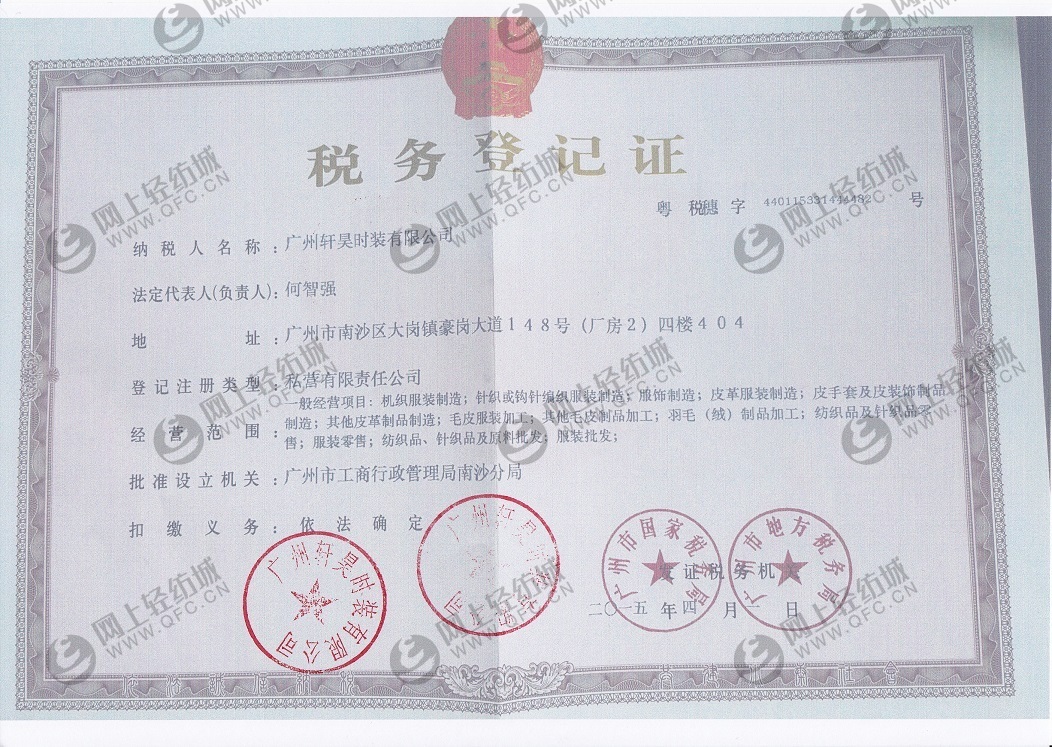 税务登记证
粤 税穗 字 440115331444482 号
纳税人名称：广州轩昊时装有限公司
法定代表人(负责人)：何智强
地址：广州市南沙区大岗镇豪岗大道148号（厂房2）四楼404
登记注册类型：私营有限责任公司
经营范围：一般经营项目：机织服装制造；针织或钩针编织服装制造；服饰制造；皮革服装制造；皮手套及皮装饰制品
制造；其他皮革制品制造；毛皮服装加工；其他毛皮制品加工；羽毛（绒）制品加工；纺织品及针织品零
售；服装零售；纺织品、针织品及原料批发；服装批发；
批准设立机关：广州市工商行政管理局南沙分局
扣缴义务：依法确定
广州轩昊时装有限公司
广州市国家税务局
广州市地方税务局
发证税务机关
二〇一五年四月一日
网上轻纺城
WWW.QFC.CN